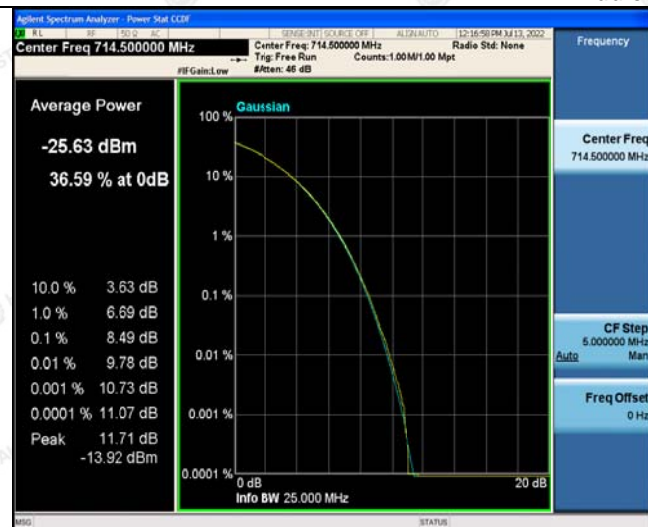 Agilent Spectrum Analyzer - Power Stat CCDF
RL RF 50 Ω AC SENSE:INT SOURCE OFF ALIGN AUTO 12:16:58 PM Jul 13, 2022
Center Freq 714.500000 MHz
Center Freq: 714.500000 MHz Radio Std: None
Trig: Free Run Counts:1.00 M/1.00 Mpt
#IFGain:Low #Atten: 46 dB
Frequency
Average Power
-25.63 dBm
36.59 % at 0dB
10.0 % 3.63 dB
1.0 % 6.69 dB
0.1 % 8.49 dB
0.01 % 9.78 dB
0.001 % 10.73 dB
0.0001 % 11.07 dB
Peak 11.71 dB
-13.92 dBm
Gaussian
100 %
10 %
1 %
0.1 %
0.01 %
0.001 %
0.0001 %
0 dB 20 dB
Info BW 25.000 MHz
Center Freq
714.500000 MHz
CF Step
5.000000 MHz
Auto Man
Freq Offset
0 Hz
MSG STATUS